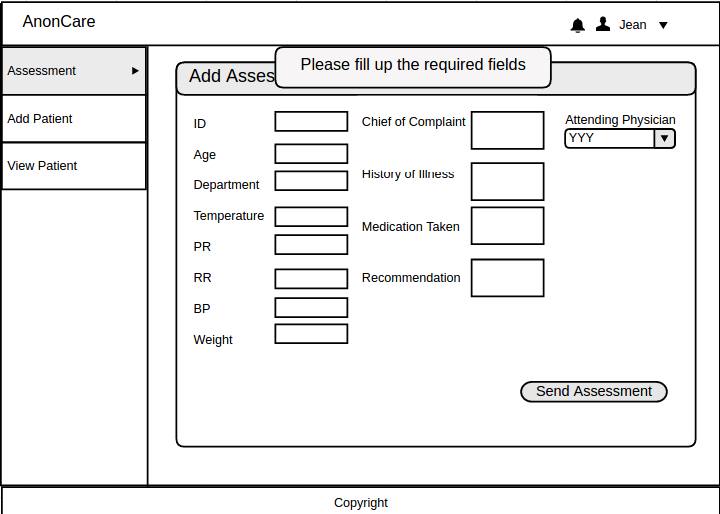 AnonCare
Jean
Assessment
Add Patient
View Patient
Please fill up the required fields
Add Asses
ID
Age
Department
Temperature
PR
RR
BP
Weight
Chief of Complaint
History of Illness
Medication Taken
Recommendation
Attending Physician
YYY
Send Assessment
Copyright